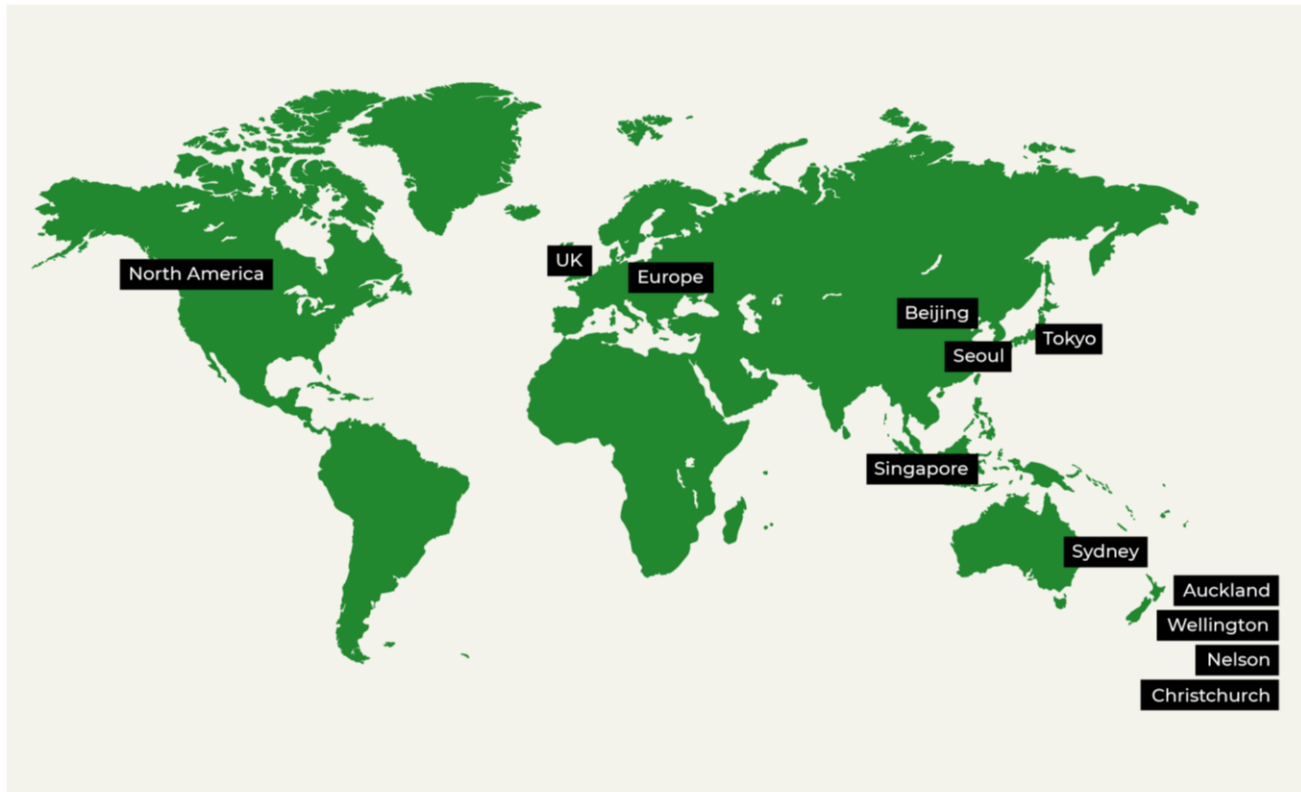 UK
North America
Europe
Beijing
Tokyo
Seoul
Singapore
Sydney
Auckland
Wellington
Nelson
Christchurch